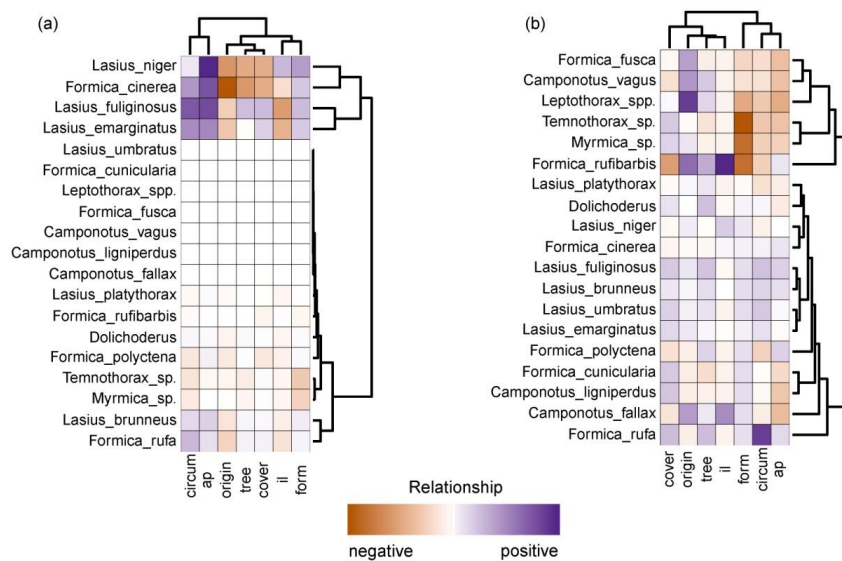 (a)
Lasius_niger
Formica_cinerea
Lasius_fuliginosus
Lasius_emarginatus
Lasius_umbratus
Formica_cunicularia
Leptothorax_spp.
Formica_fusca
Camponotus_vagus
Camponotus_ligniperdus
Camponotus_fallax
Lasius_platythorax
Formica_rufibarbis
Dolichoderus
Formica_polyctena
Temnothorax_sp.
Myrmica_sp.
Lasius_brunneus
Formica_rufa
circum
ap
origin
tree
cover
il
form
(b)
Formica_fusca
Camponotus_vagus
Leptothorax_spp.
Temnothorax_sp.
Myrmica_sp.
Formica_rufibarbis
Lasius_platythorax
Dolichoderus
Lasius_niger
Formica_cinerea
Lasius_fuliginosus
Lasius_brunneus
Lasius_umbratus
Lasius_emarginatus
Formica_polyctena
Formica_cunicularia
Camponotus_ligniperdus
Camponotus_fallax
Formica_rufa
cover
origin
tree
il
form
circum
ap
Relationship
negative
positive